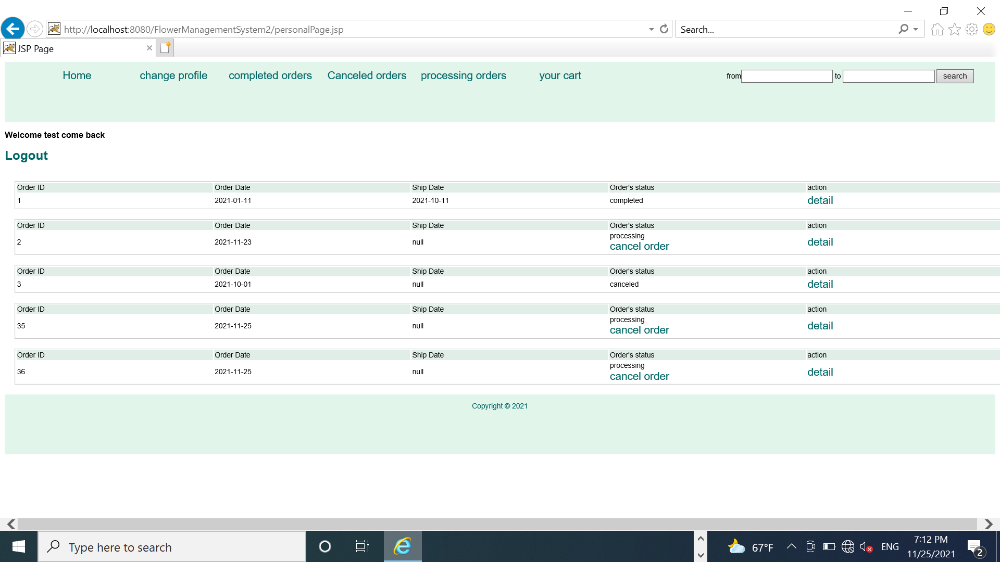 http://localhost:8080/FlowerManagementSystem2/personalPage.jsp
Search...
JSP Page
Home change profile completed orders Canceled orders processing orders your cart from to search
Welcome test come back
Logout
Order ID Order Date Ship Date Order's status action
1 2021-01-11 2021-10-11 completed detail
Order ID Order Date Ship Date Order's status action
2 2021-11-23 null processing cancel order detail
Order ID Order Date Ship Date Order's status action
3 2021-10-01 null canceled detail
Order ID Order Date Ship Date Order's status action
35 2021-11-25 null processing cancel order detail
Order ID Order Date Ship Date Order's status action
36 2021-11-25 null processing cancel order detail
Copyright © 2021
Type here to search
67°F
ENG
7:12 PM
11/25/2021
2